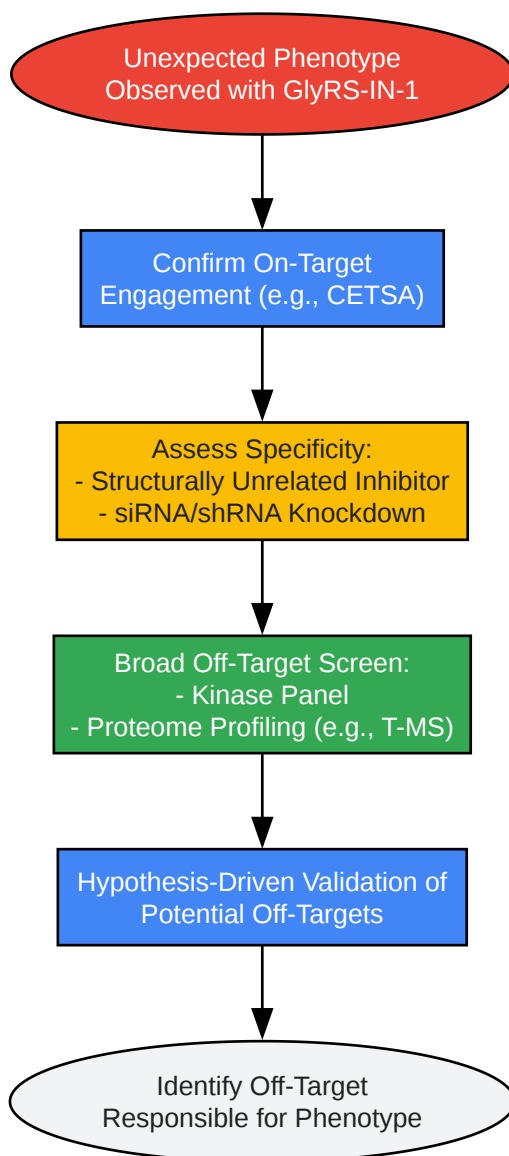 Unexpected Phenotype
Observed with GlyRS-IN-1
Confirm On-Target
Engagement (e.g., CETSA)
Assess Specificity:
- Structurally Unrelated Inhibitor
- siRNA/shRNA Knockdown
Broad Off-Target Screen:
- Kinase Panel
- Proteome Profiling (e.g., T-MS)
Hypothesis-Driven Validation of
Potential Off-Targets
Identify Off-Target
Responsible for Phenotype